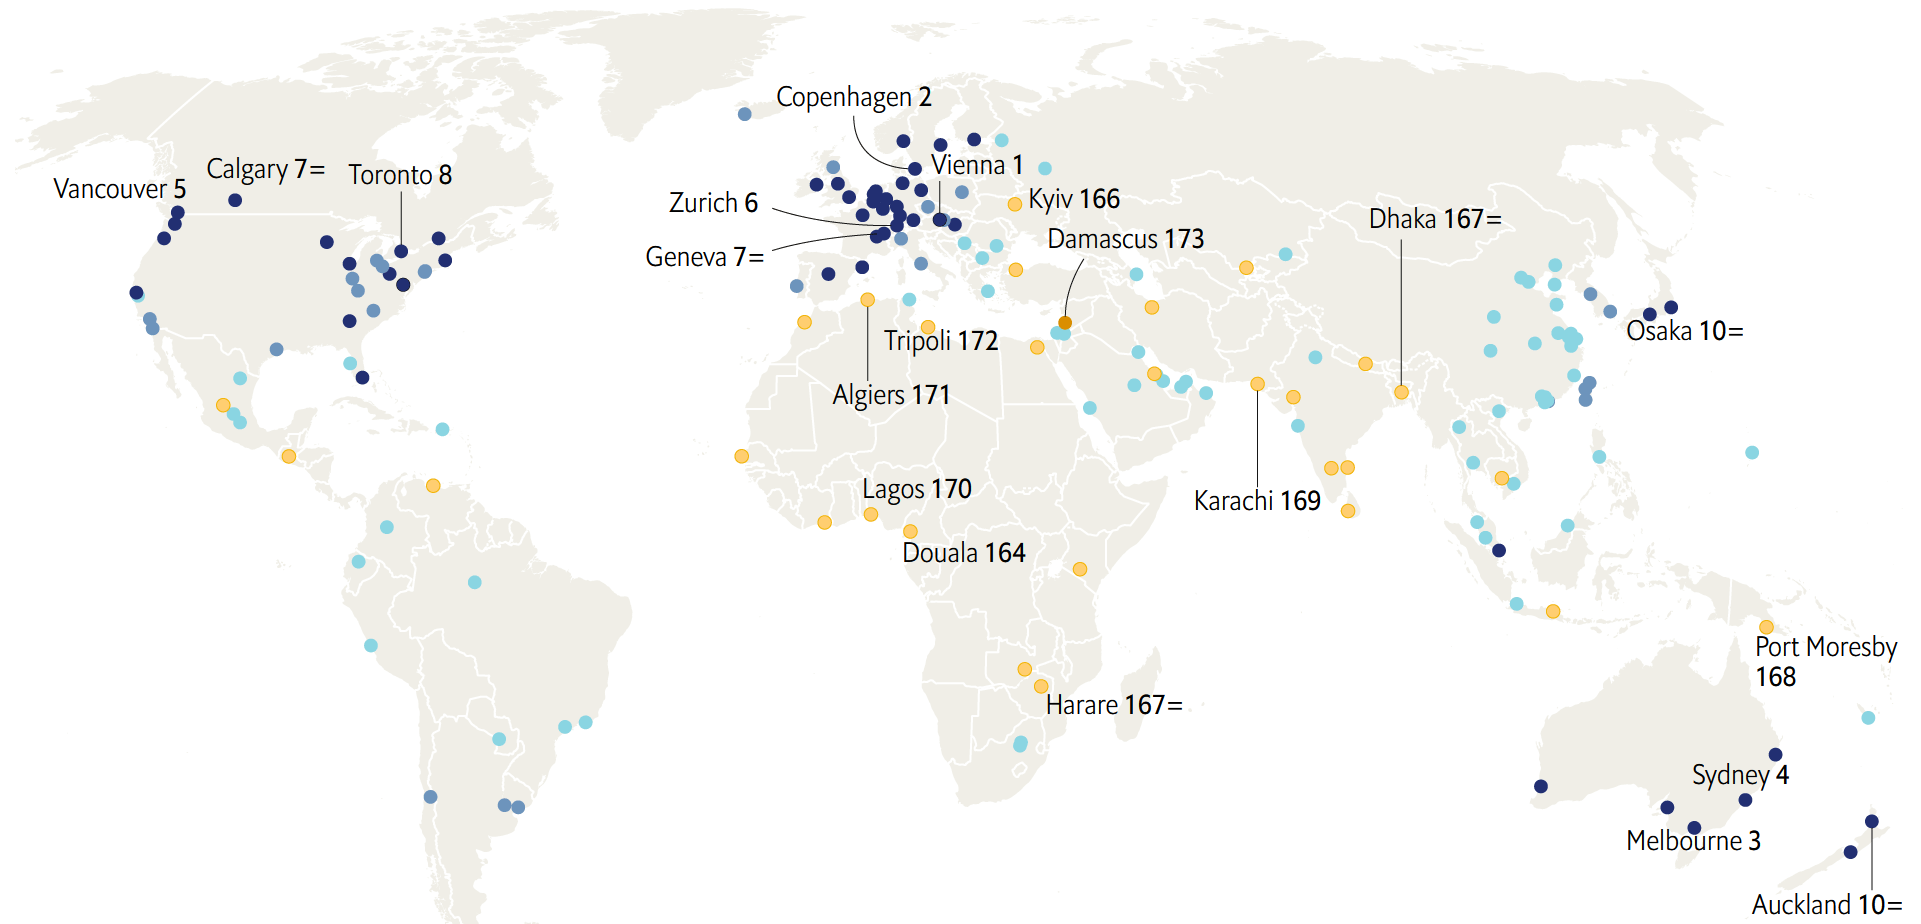 Copenhagen 2
Calgary 7=
Toronto 8
Vienna 1
Vancouver 5
Zurich 6
Kyiv 166
Dhaka 167=
Damascus 173
Geneva 7=
Osaka 10=
Tripoli 172
Algiers 171
Lagos 170
Karachi 169
Douala 164
Port Moresby
168
Harare 167=
Sydney 4
Melbourne 3
Auckland 10=